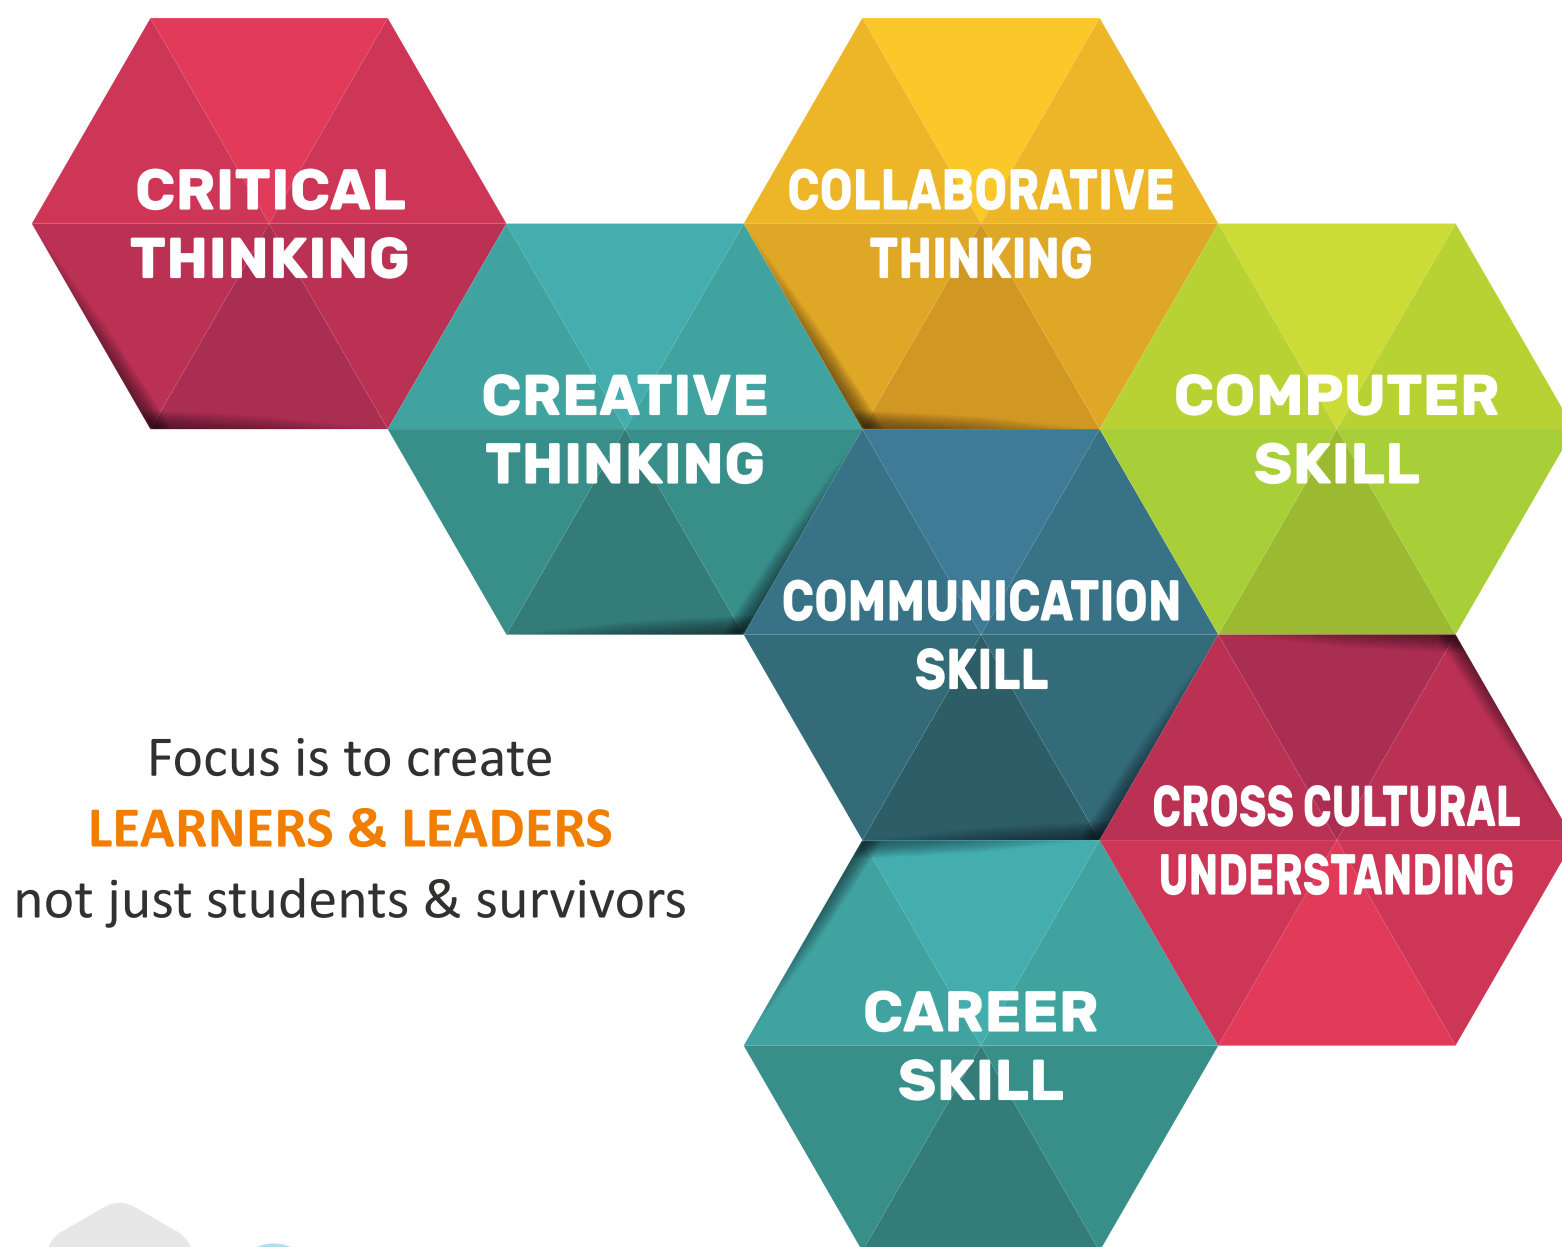 CRITICAL
THINKING
COLLABORATIVE
THINKING
CREATIVE
THINKING
COMPUTER
SKILL
COMMUNICATION
SKILL
Focus is to create
LEARNERS & LEADERS
not just students & survivors
CROSS CULTURAL
UNDERSTANDING
CAREER
SKILL